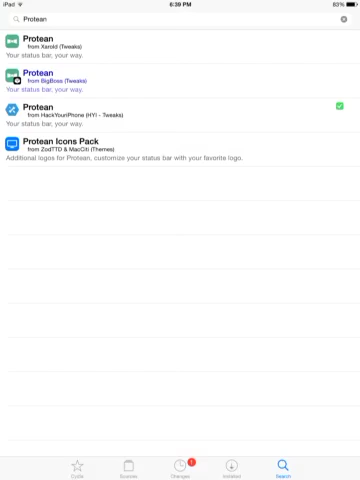 iPad 6:39 PM 83%
Protean
Protean
from Xarold (Tweaks)
Your status bar, your way.
Protean
from BigBoss (Tweaks)
Your status bar, your way.
Protean
from HackYouriPhone (HYI - Tweaks)
Your status bar, your way.
Protean Icons Pack
from ZodTTD & MacCiti (Themes)
Additional logos for Protean, customize your status bar with your favorite logo.
1
Cydia Sources Changes Installed Search